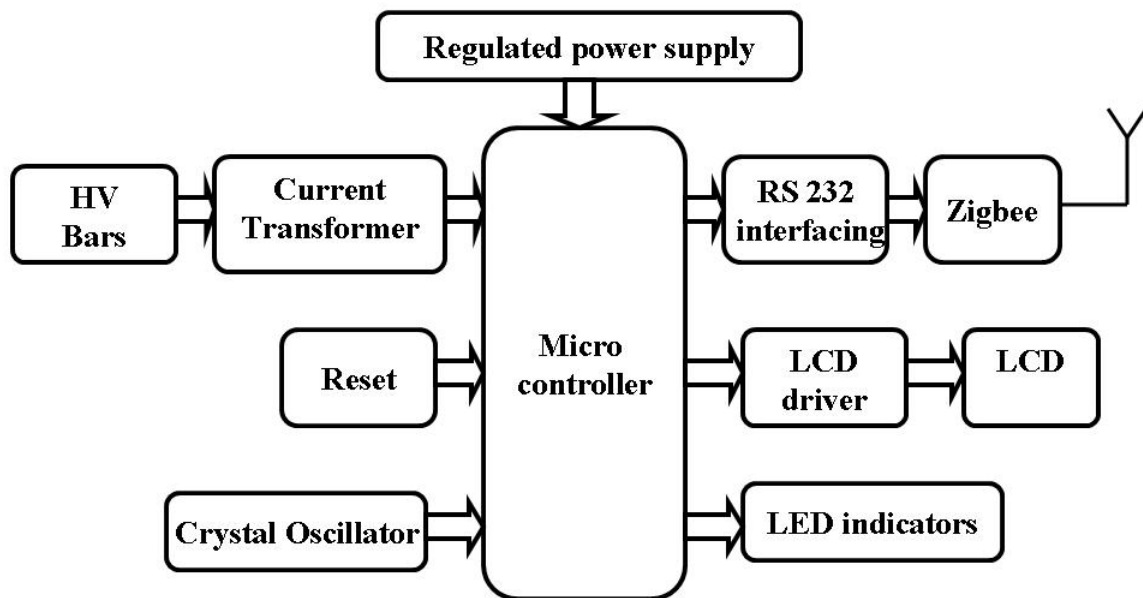 Regulated power supply
HV
Bars
Current
Transformer
RS 232
interfacing
Zigbee
Reset
Micro
controller
LCD
driver
LCD
Crystal Oscillator
LED indicators